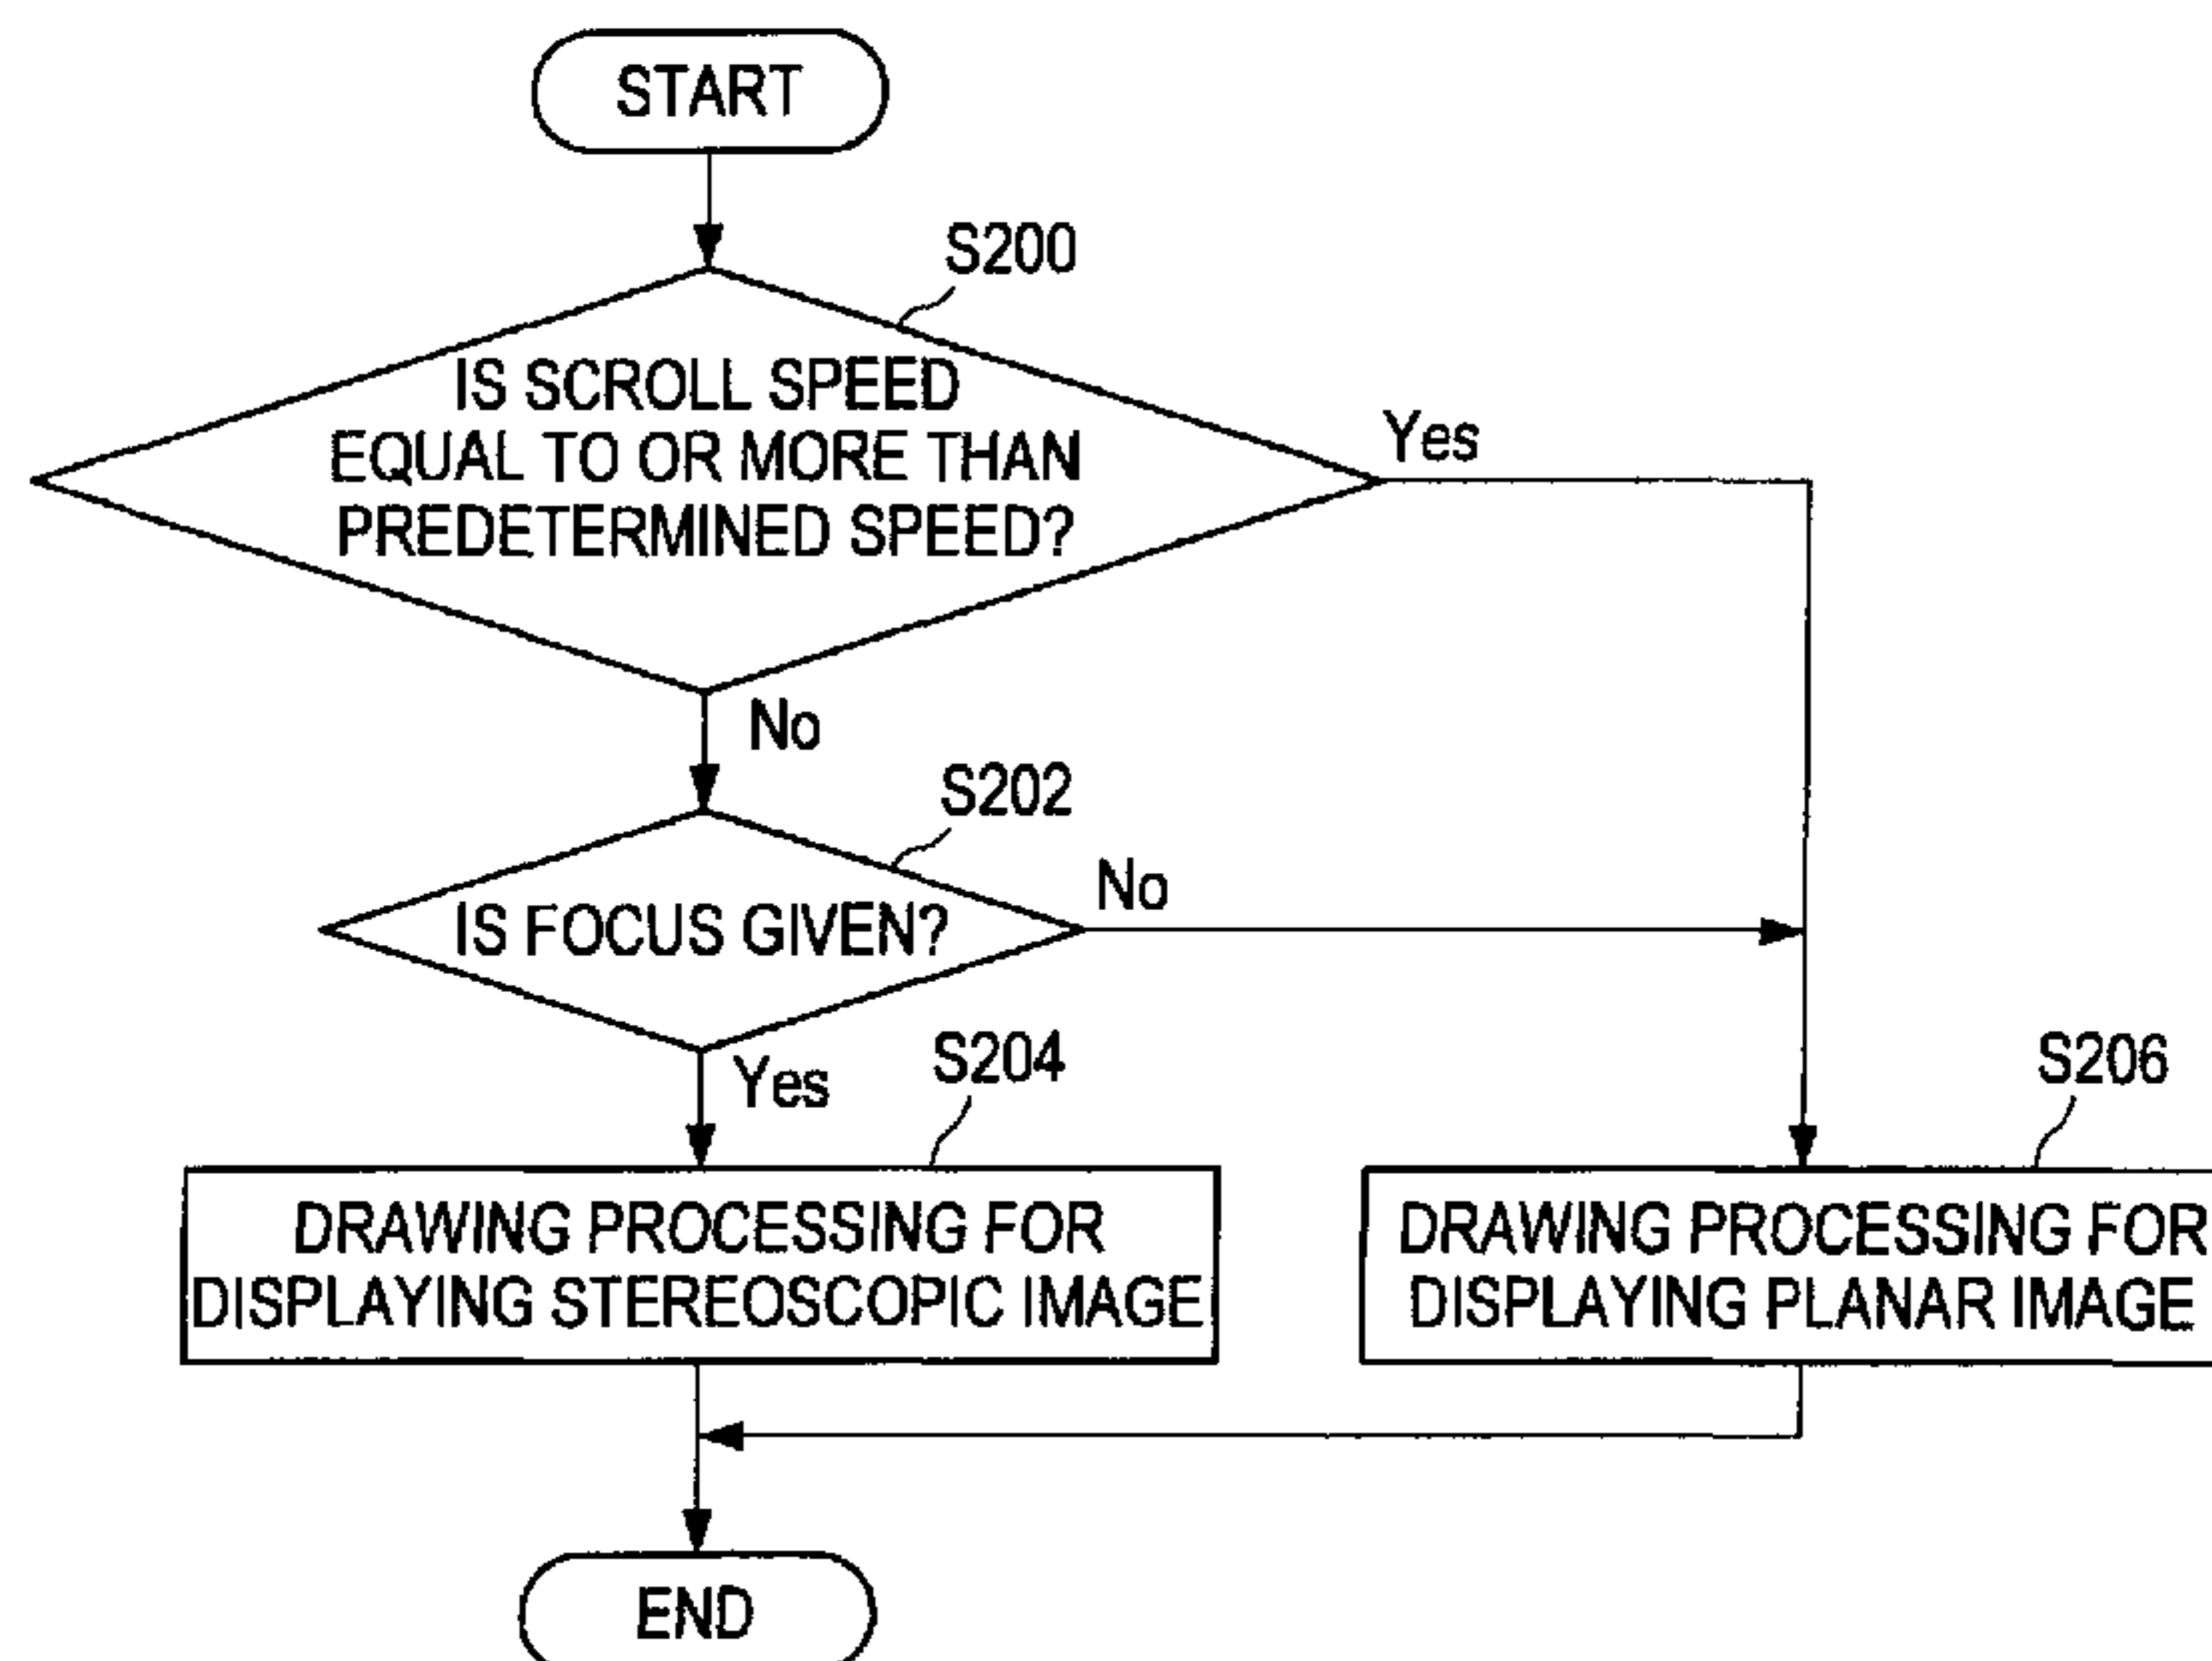 START
S200
IS SCROLL SPEED
EQUAL TO OR MORE THAN
PREDETERMINED SPEED?
Yes
No
S202
IS FOCUS GIVEN?
No
Yes
S204
S206
DRAWING PROCESSING FOR
DISPLAYING STEREOSCOPIC IMAGE
DRAWING PROCESSING FOR
DISPLAYING PLANAR IMAGE
END